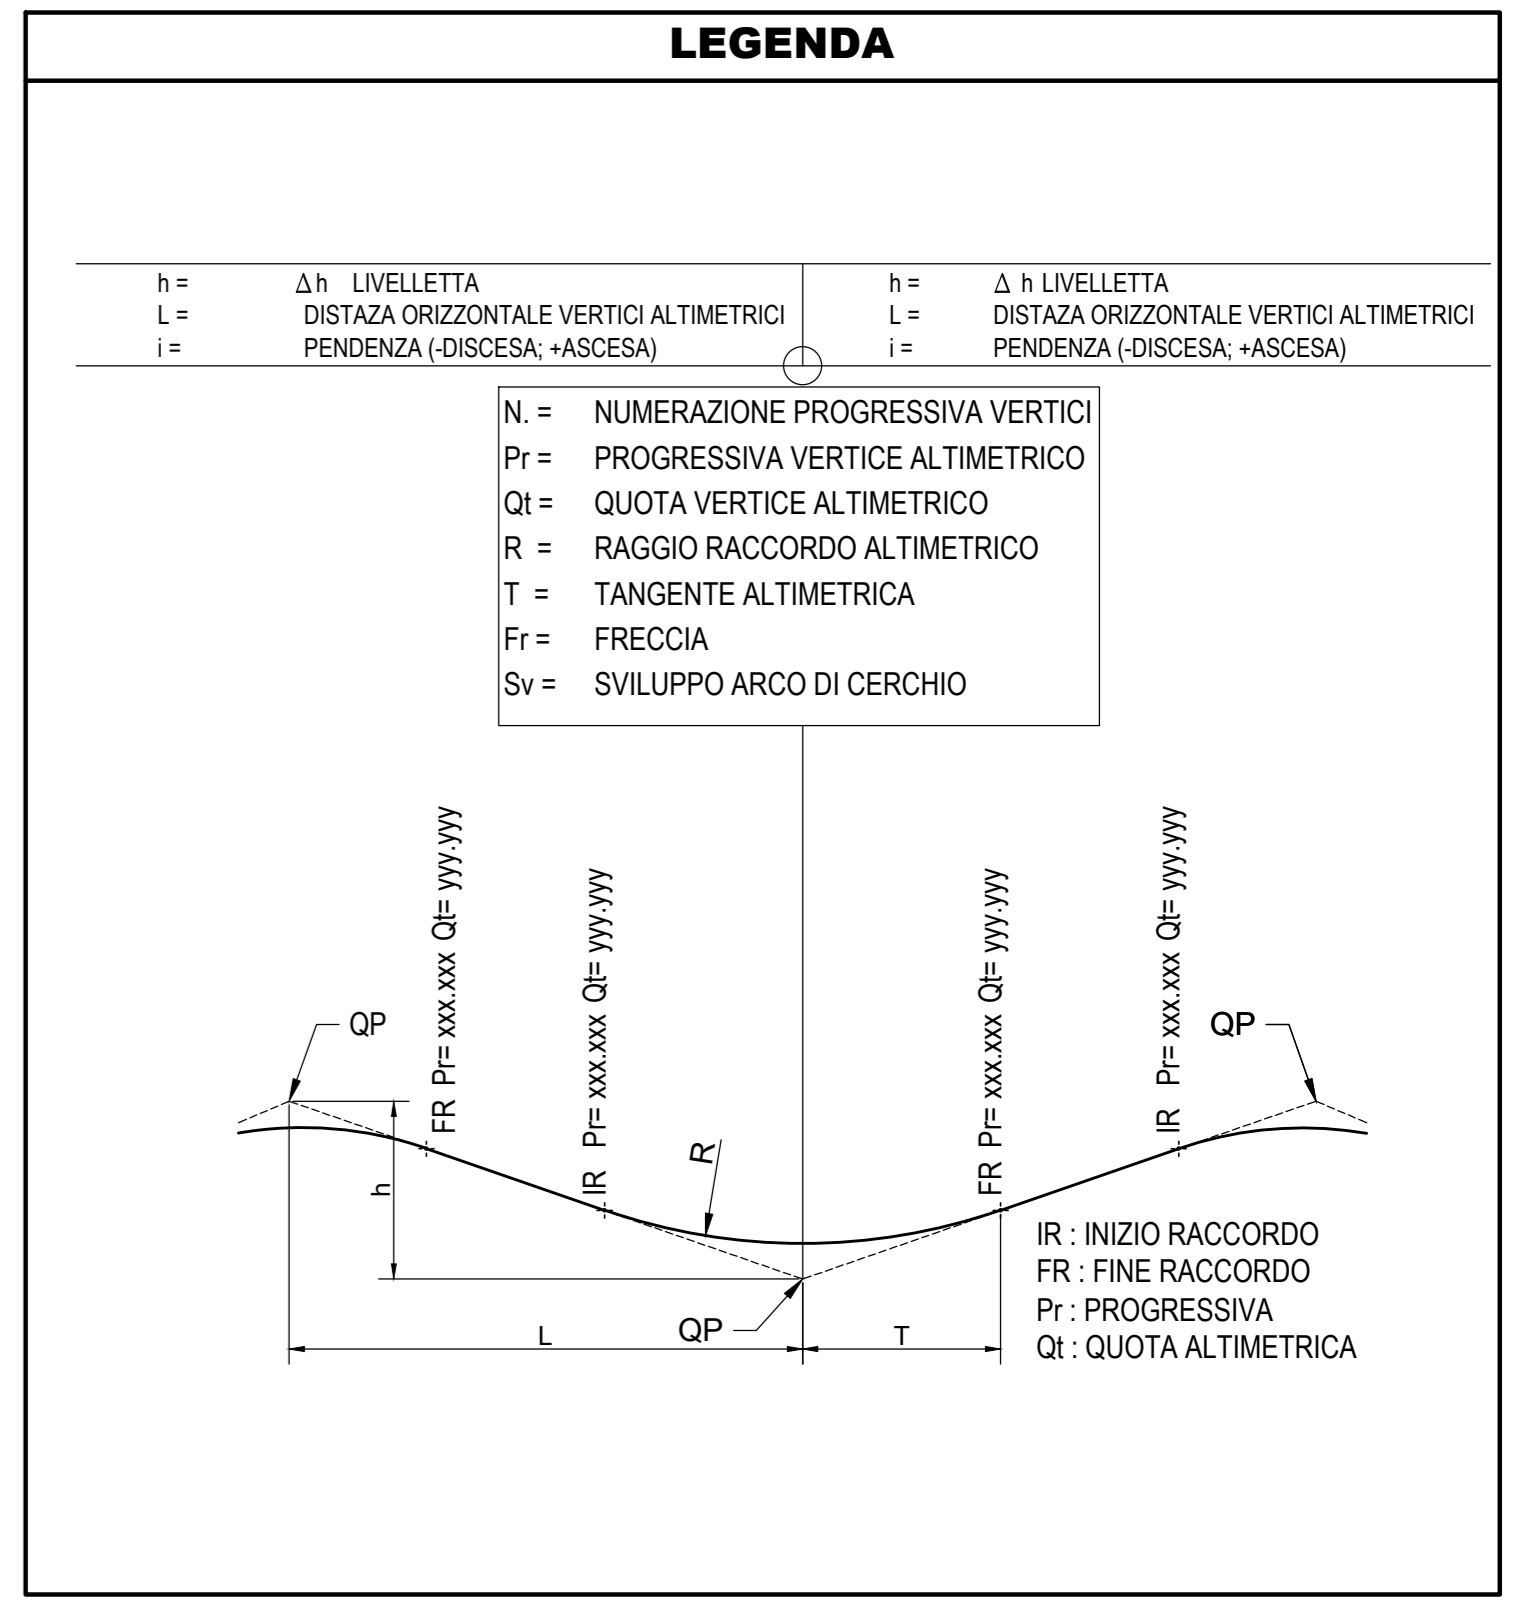 LEGENDA
h = Δ h LIVELLETTA
L = DISTAZA ORIZZONTALE VERTICI ALTIMETRICI
i = PENDENZA (-DISCESA; +ASCESA)
h = Δ h LIVELLETTA
L = DISTAZA ORIZZONTALE VERTICI ALTIMETRICI
i = PENDENZA (-DISCESA; +ASCESA)
N. = NUMERAZIONE PROGRESSIVA VERTICI
Pr = PROGRESSIVA VERTICE ALTIMETRICO
Qt = QUOTA VERTICE ALTIMETRICO
R = RAGGIO RACCORDO ALTIMETRICO
T = TANGENTE ALTIMETRICA
Fr = FRECCIA
Sv = SVILUPPO ARCO DI CERCHIO
FR Pr= xxx.xxx Qt= yyy.yyy
IR Pr= xxx.xxx Qt= yyy.yyy
FR Pr= xxx.xxx Qt= yyy.yyy
IR Pr= xxx.xxx Qt= yyy.yyy
QP
QP
R
h
QP
L
T
IR : INIZIO RACCORDO
FR : FINE RACCORDO
Pr : PROGRESSIVA
Qt : QUOTA ALTIMETRICA